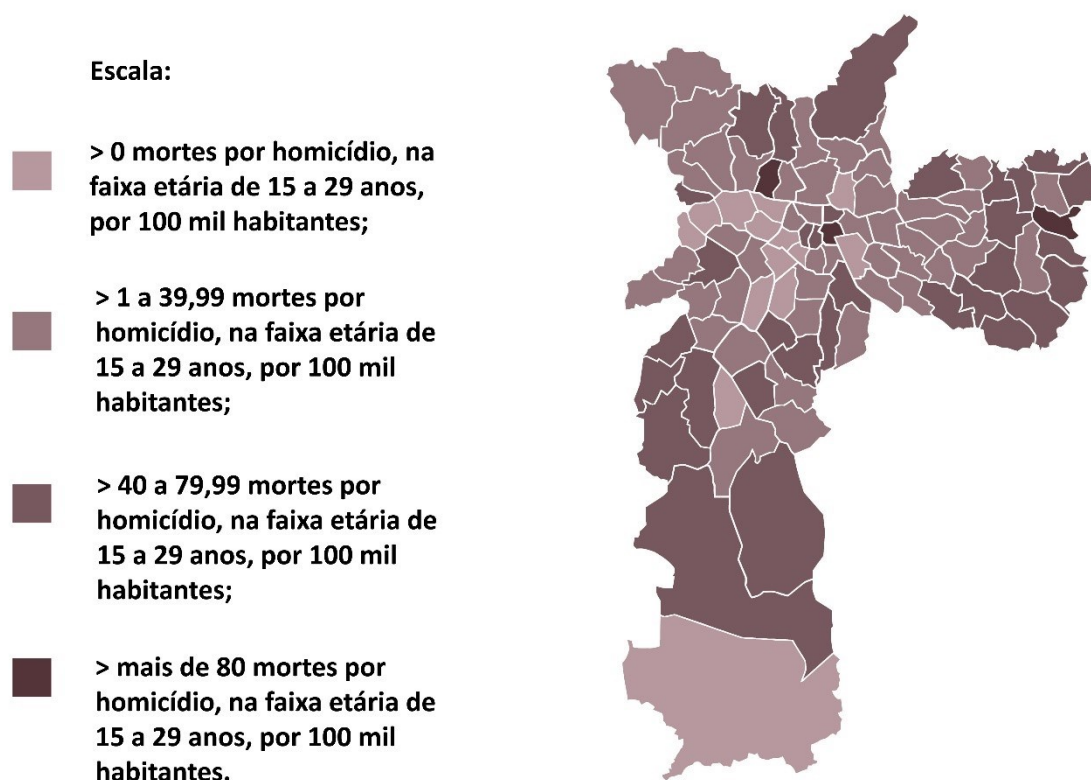 Escala:
> 0 mortes por homicídio, na
faixa etária de 15 a 29 anos,
por 100 mil habitantes;
> 1 a 39,99 mortes por
homicídio, na faixa etária de
15 a 29 anos, por 100 mil
habitantes;
> 40 a 79,99 mortes por
homicídio, na faixa etária de
15 a 29 anos, por 100 mil
habitantes;
> mais de 80 mortes por
homicídio, na faixa etária de
15 a 29 anos, por 100 mil
habitantes.